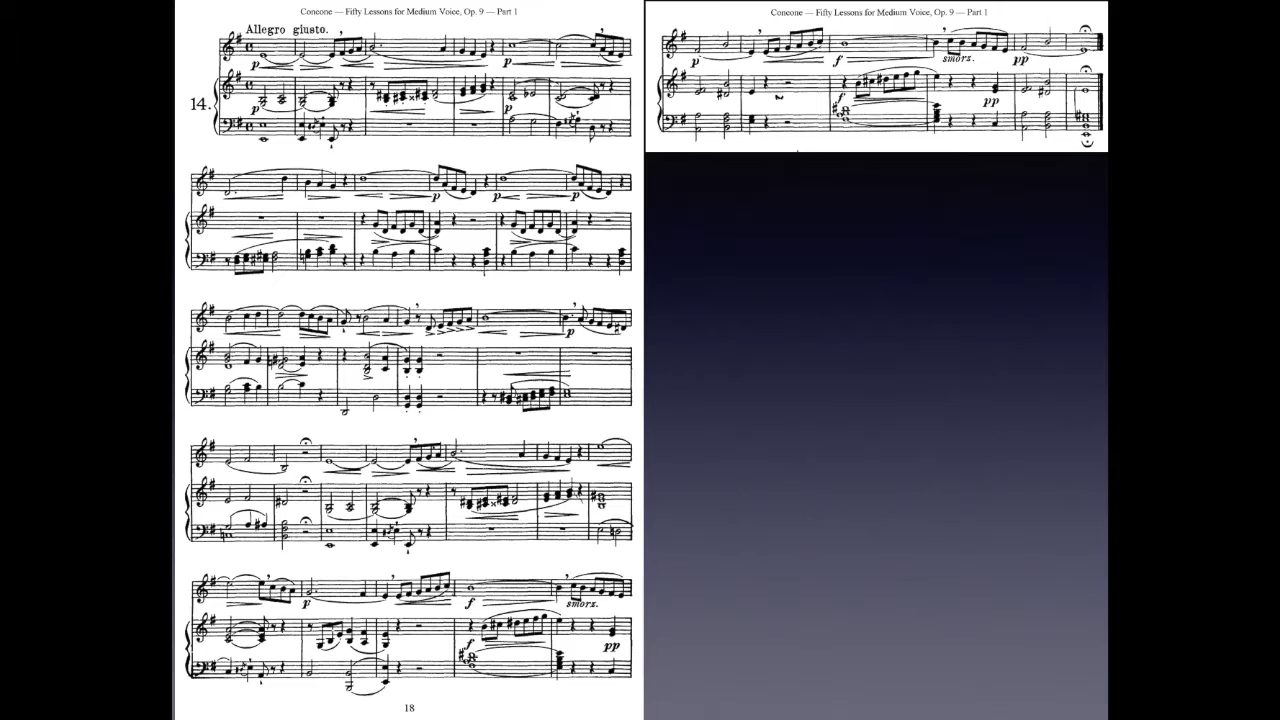 Concone — Fifty Lessons for Medium Voice, Op. 9 — Part 1
Allegro giusto.
p
14.
p
p
p
p
p
p
p
p
p
p
f
smorz.
f
pp
18
Concone — Fifty Lessons for Medium Voice, Op. 9 — Part 1
p
f
smorz.
pp
f
pp